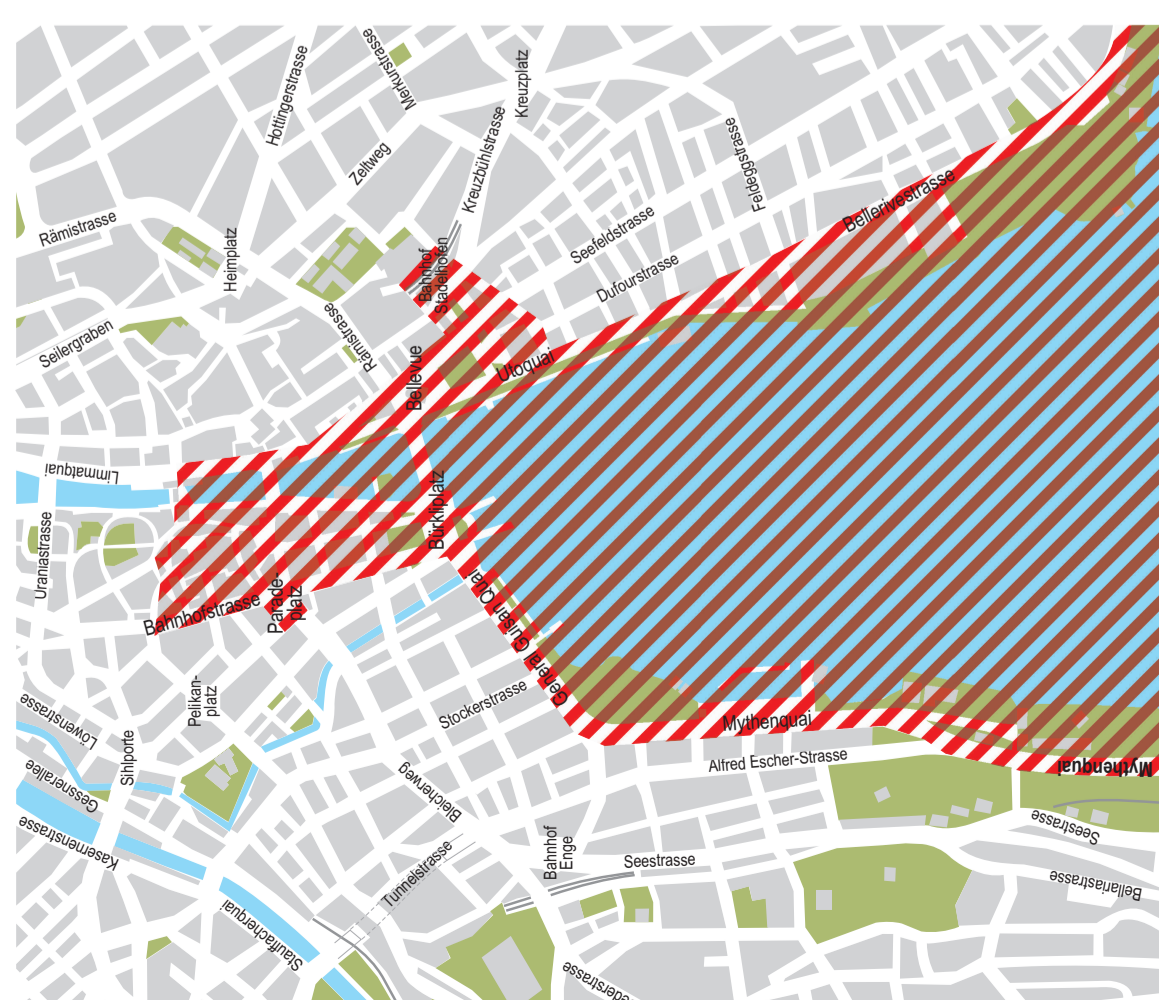 Hottingerstrasse
Merkurstrasse
Kreuzplatz
Zeltweg
Kreuzbühlstrasse
Feldeggstrasse
Bellerivestrasse
Rämistrasse
Heimplatz
Seefeldstrasse
Bahnhof
Stadelhofen
Dufourstrasse
Seilergraben
Rämistrasse
Bellevue
Utoquai
Limmatquai
Bürkliplatz
Uraniastrasse
Bahnhofstrasse
Parade-
platz
General Guisan Quai
Pelikan-
platz
Stockerstrasse
Löwenstrasse
Sihlporte
Mythenquai
Alfred Escher-Strasse
Mythenquai
Gessnerallee
Kasernenstrasse
Bleicherweg
Tunnelstrasse
Bahnhof
Enge
Seestrasse
Seestrasse
Bellariastrasse
Stauffacherquai
ederstrasse